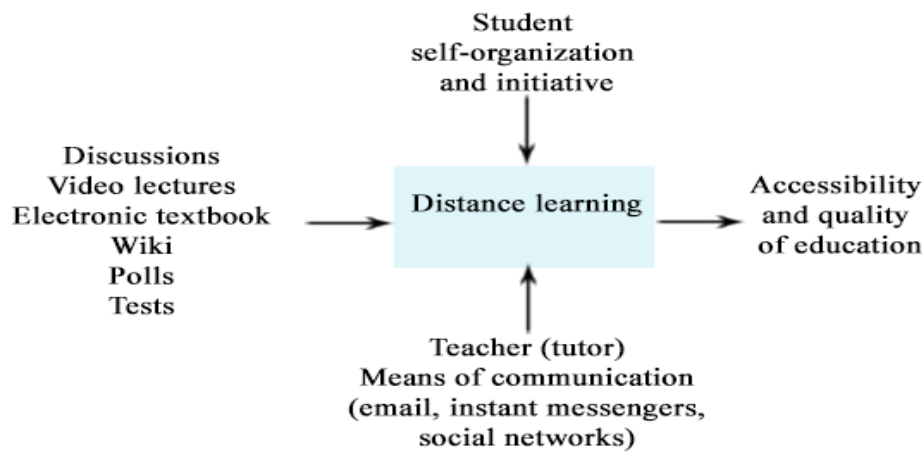 Student
self-organization
and initiative
Discussions
Video lectures
Electronic textbook
Wiki
Polls
Tests
Distance learning
Accessibility
and quality
of education
Teacher (tutor)
Means of communication
(email, instant messengers,
social networks)